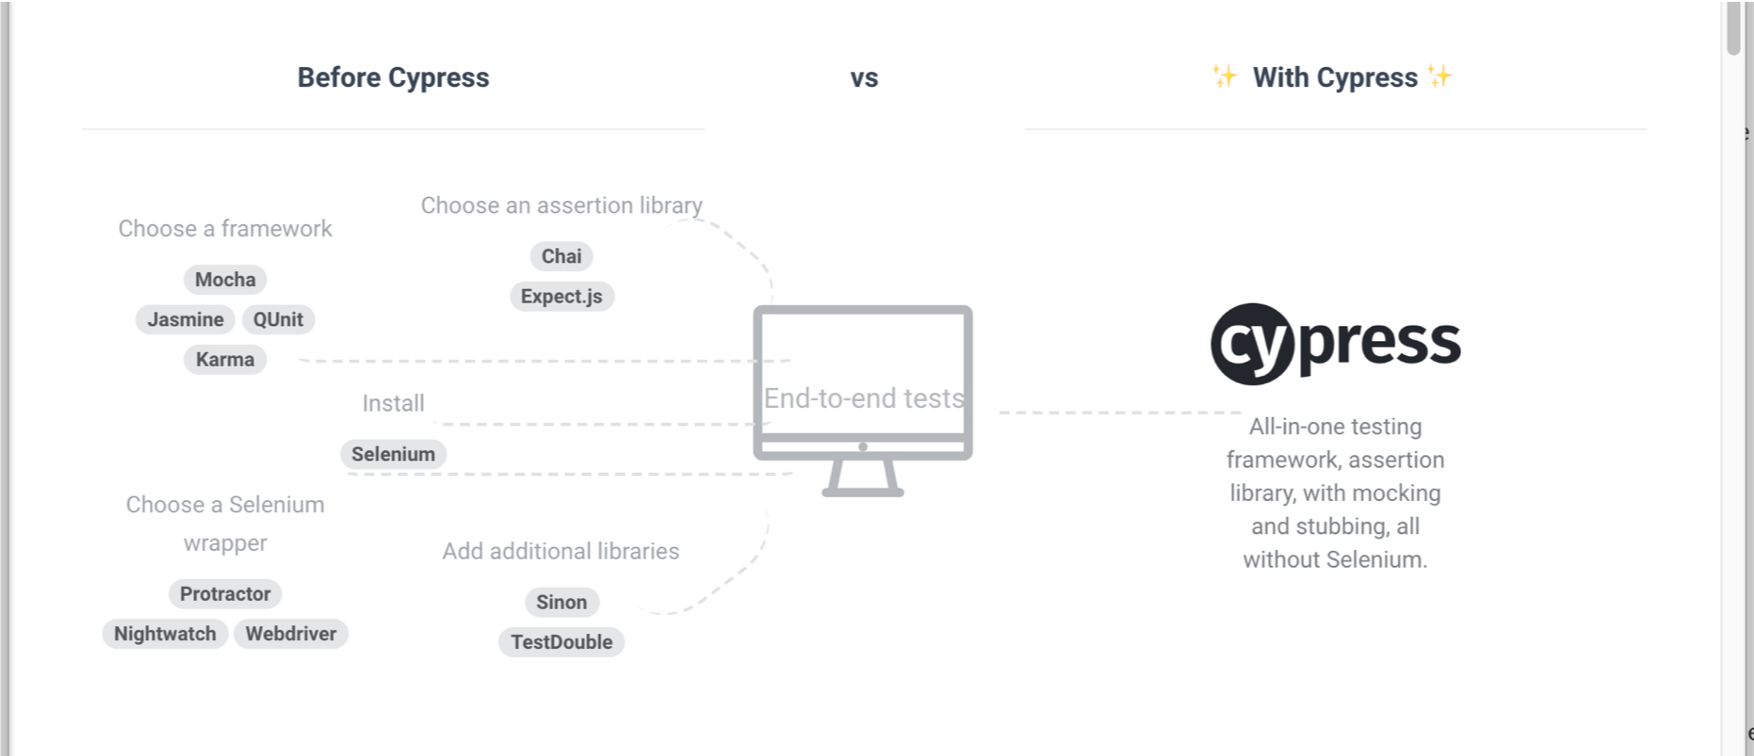 Before Cypress
vs
✨ With Cypress ✨
Choose a framework
Mocha
Jasmine QUnit
Karma
Choose an assertion library
Chai
Expect.js
Install
Selenium
Choose a Selenium
wrapper
Protractor
Nightwatch Webdriver
Add additional libraries
Sinon
TestDouble
End-to-end tests
cypress
All-in-one testing
framework, assertion
library, with mocking
and stubbing, all
without Selenium.